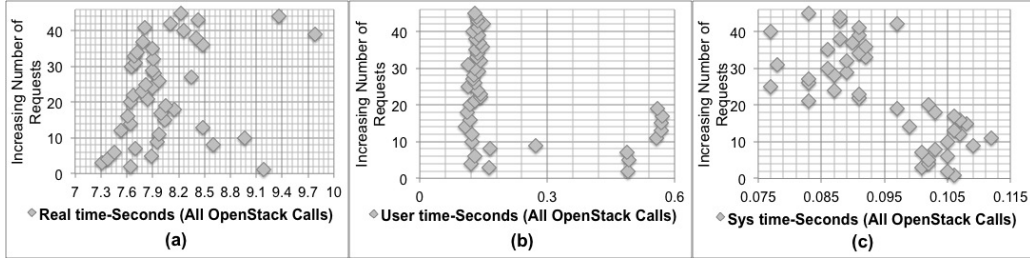 Increasing Number of
Requests
40
30
20
10
0
7 7.3 7.6 7.9 8.2 8.5 8.8 9.1 9.4 9.7 10
Real time-Seconds (All OpenStack Calls)
(a)
Increasing Number of
Requests
40
30
20
10
0
0 0.3 0.6
User time-Seconds (All OpenStack Calls)
(b)
Increasing Number of
Requests
40
30
20
10
0
0.075 0.085 0.095 0.105 0.115
Sys time-Seconds (All OpenStack Calls)
(c)